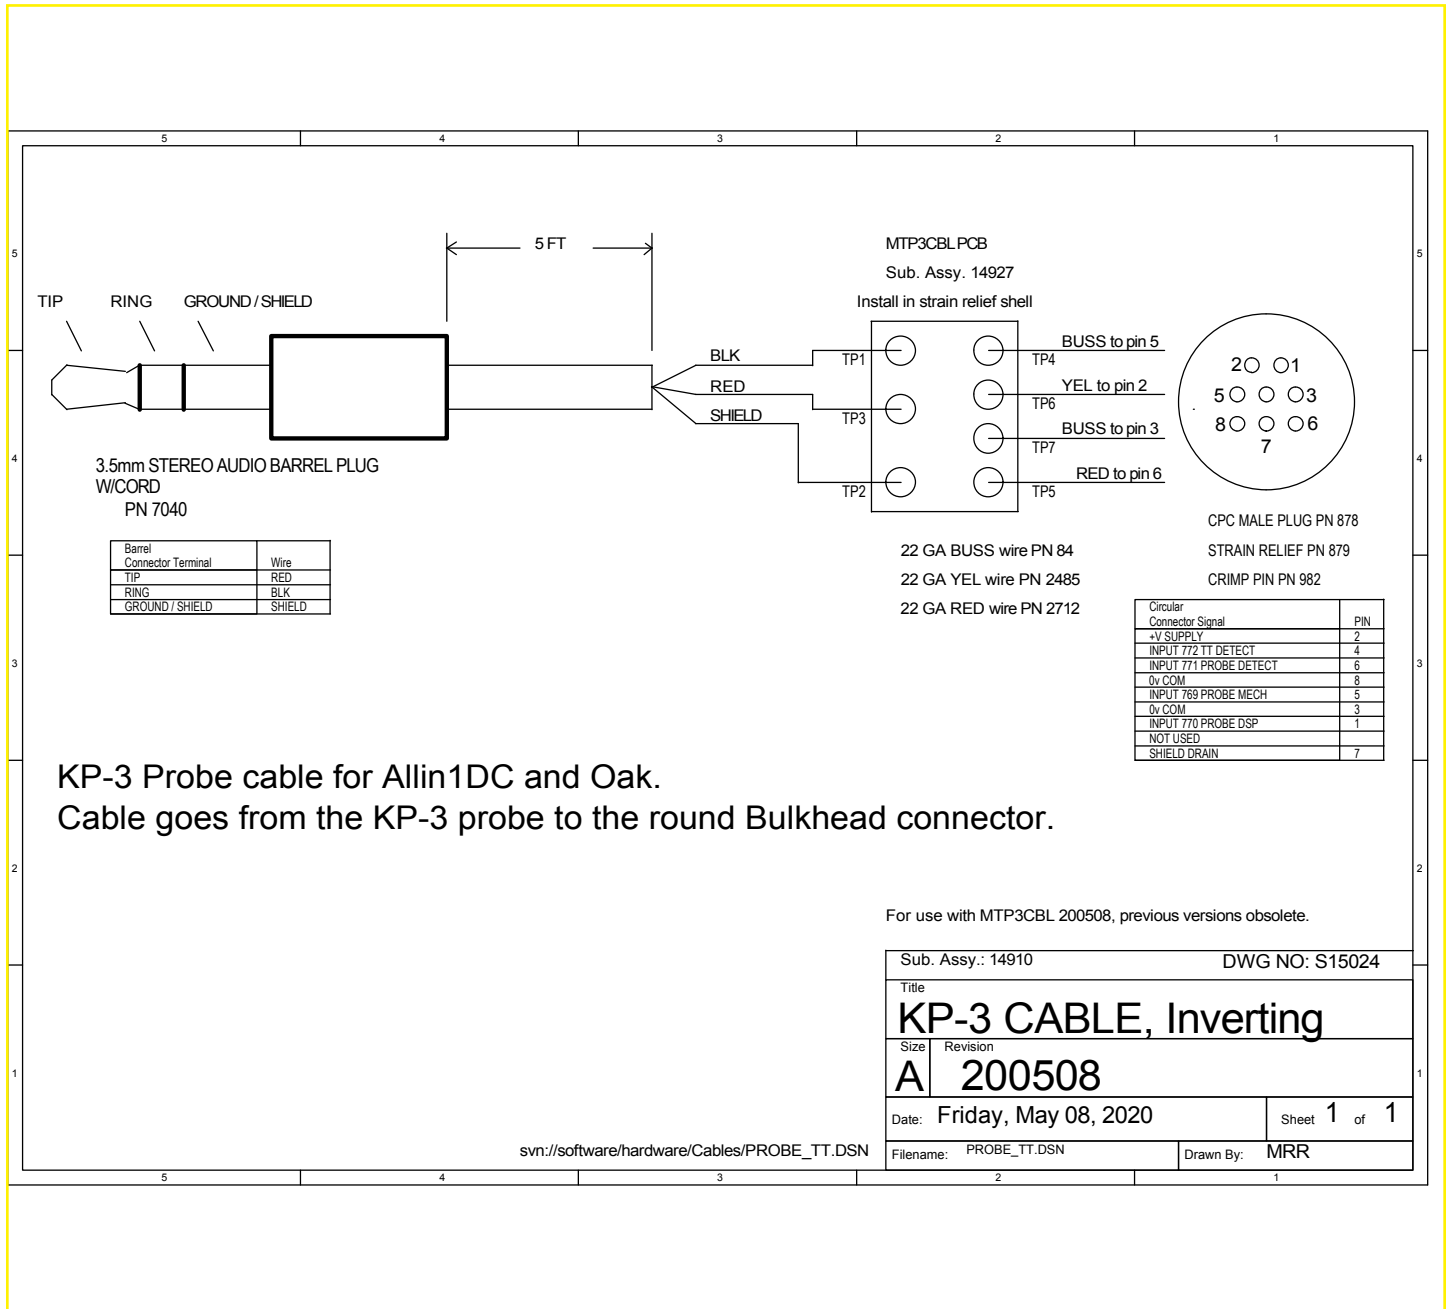 5 4 3 2 1
5 5
5 FT
MTP3CBL PCB
Sub. Assy. 14927
Install in strain relief shell
TIP RING GROUND / SHIELD
BLK
RED
SHIELD
TP1
TP3
TP2
TP4
TP6
TP7
TP5
BUSS to pin 5
YEL to pin 2
BUSS to pin 3
RED to pin 6
2 1
5 3
8 6
7
4 4
3.5mm STEREO AUDIO BARREL PLUG
W/CORD
PN 7040
CPC MALE PLUG PN 878
STRAIN RELIEF PN 879
CRIMP PIN PN 982
22 GA BUSS wire PN 84
22 GA YEL wire PN 2485
22 GA RED wire PN 2712
Barrel
Connector Terminal Wire
TIP RED
RING BLK
GROUND / SHIELD SHIELD
Circular
Connector Signal PIN
+V SUPPLY 2
INPUT 772 TT DETECT 4
INPUT 771 PROBE DETECT 6
0v COM 8
INPUT 769 PROBE MECH 5
0v COM 3
INPUT 770 PROBE DSP 1
NOT USED
SHIELD DRAIN 7
3 3
KP-3 Probe cable for Allin1DC and Oak.
Cable goes from the KP-3 probe to the round Bulkhead connector.
2 2
For use with MTP3CBL 200508, previous versions obsolete.
Sub. Assy.: 14910 DWG NO: S15024
Title
KP-3 CABLE, Inverting
Size Revision
A 200508
1 1
Date: Friday, May 08, 2020 Sheet 1 of 1
svn://software/hardware/Cables/PROBE_TT.DSN
Filename: PROBE_TT.DSN Drawn By: MRR
5 4 3 2 1